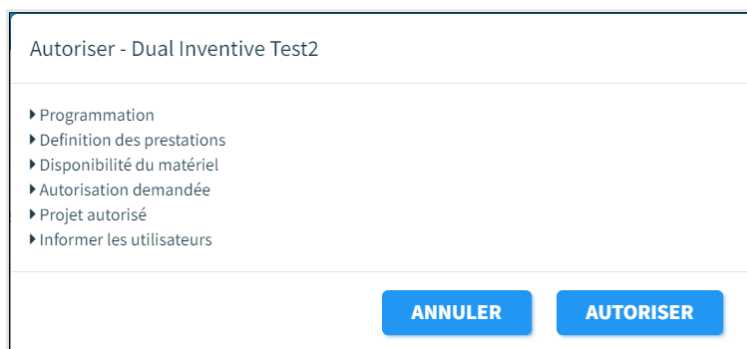 Autoriser - Dual Inventive Test2
Programmation
Definition des prestations
Disponibilité du matériel
Autorisation demandée
Projet autorisé
Informer les utilisateurs
ANNULER AUTORISER